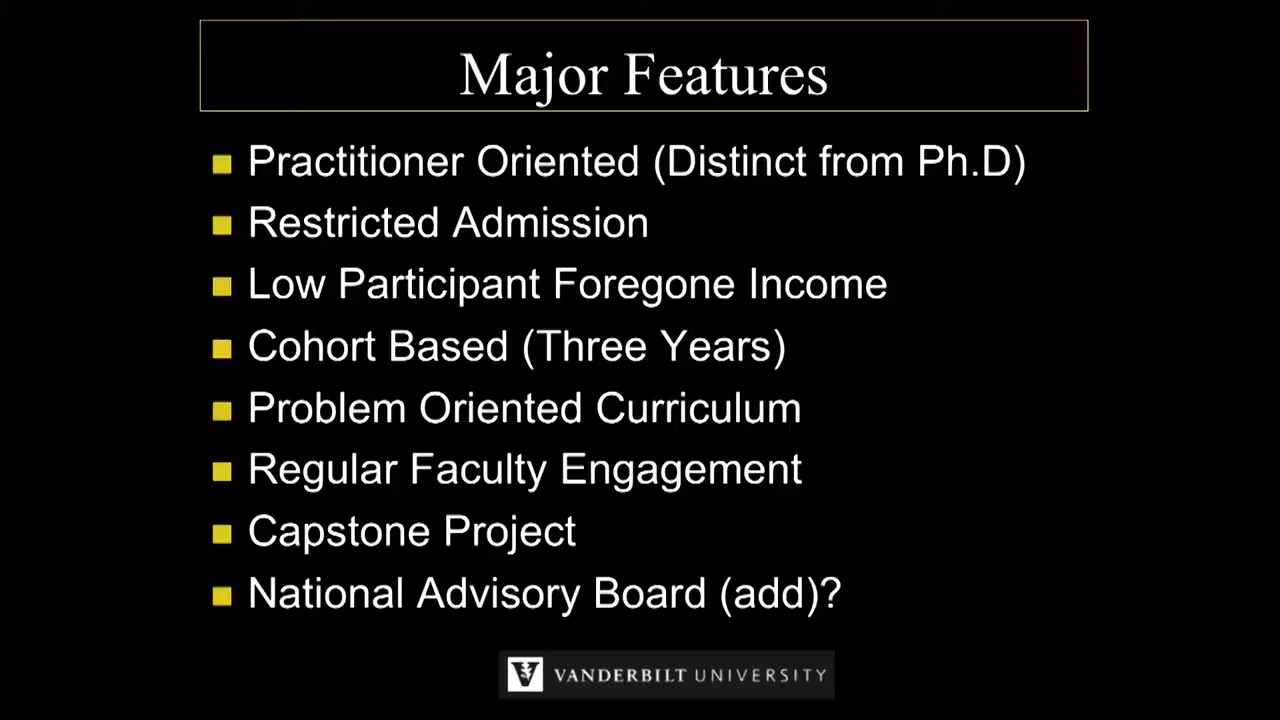 Major Features
Practitioner Oriented (Distinct from Ph.D)
Restricted Admission
Low Participant Foregone Income
Cohort Based (Three Years)
Problem Oriented Curriculum
Regular Faculty Engagement
Capstone Project
National Advisory Board (add)?
V VANDERBILT UNIVERSITY